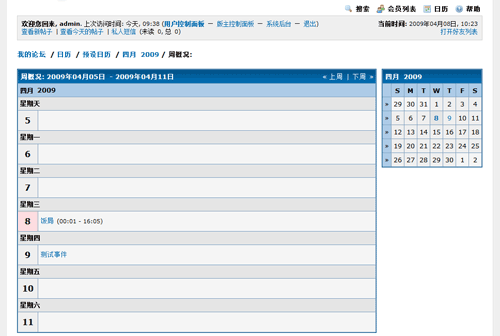 搜索 会员列表 日历 帮助
欢迎您回来, admin. 上次访问时间: 今天, 09:38 (用户控制面板 — 版主控制面板 — 系统后台 — 退出)
当前时间: 2009年04月08日, 10:23
查看新帖子 | 查看今天的帖子 | 私人短信 (未读 0, 总 0)
打开好友列表
我的论坛 / 日历 / 预设日历 / 四月 2009 / 周概况:
周概况: 2009年04月05日 - 2009年04月11日
« 上周 | 下周 »
四月 2009
星期天
5
星期一
6
星期二
7
星期三
8 饭局 (00:01 - 16:05)
星期四
9 测试事件
星期五
10
星期六
11
四月 2009
S M T W T F S
» 29 30 31 1 2 3 4
» 5 6 7 8 9 10 11
» 12 13 14 15 16 17 18
» 19 20 21 22 23 24 25
» 26 27 28 29 30 1 2